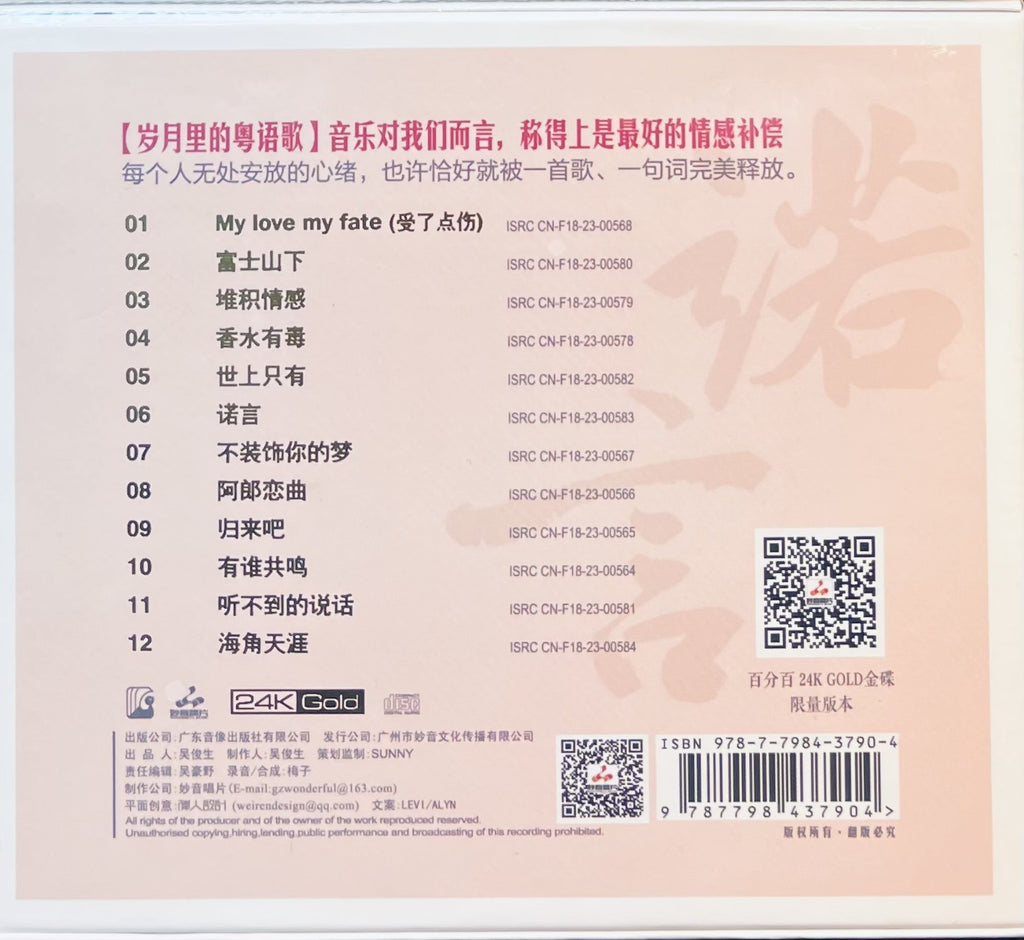 【岁月里的粤语歌】音乐对我们而言，称得上是最好的情感补偿
每个人无处安放的心绪，也许恰好就被一首歌、一句词完美释放。
01 My love my fate (受了点伤) ISRC CN-F18-23-00568
02 富士山下 ISRC CN-F18-23-00580
03 堆积情感 ISRC CN-F18-23-00579
04 香水有毒 ISRC CN-F18-23-00578
05 世上只有 ISRC CN-F18-23-00582
06 诺言 ISRC CN-F18-23-00583
07 不装饰你的梦 ISRC CN-F18-23-00567
08 阿郎恋曲 ISRC CN-F18-23-00566
09 归来吧 ISRC CN-F18-23-00565
10 有谁共鸣 ISRC CN-F18-23-00564
11 听不到的说话 ISRC CN-F18-23-00581
12 海角天涯 ISRC CN-F18-23-00584
诺言
百分百 24K GOLD金碟
限量版本
妙音唱片 24K Gold disc DIGITAL AUDIO
出版公司:广东音像出版社有限公司 发行公司:广州市妙音文化传播有限公司
出 品 人:吴俊生 制作人:吴俊生 策划监制:SUNNY
责任编辑:吴豪野 录音/合成:梅子
制作公司:妙音唱片(E-mail:gzwonderful@163.com)
平面创意: (weirendesign@qq.com) 文案:LEVI/ALYN
All rights of the producer and of the owner of the work reproduced reserved.
Unauthorised copying,hiring,lending,public performance and broadcasting of this recording prohibited.
ISBN 978-7-7984-3790-4
9 787798 437904 >
版权所有·翻版必究